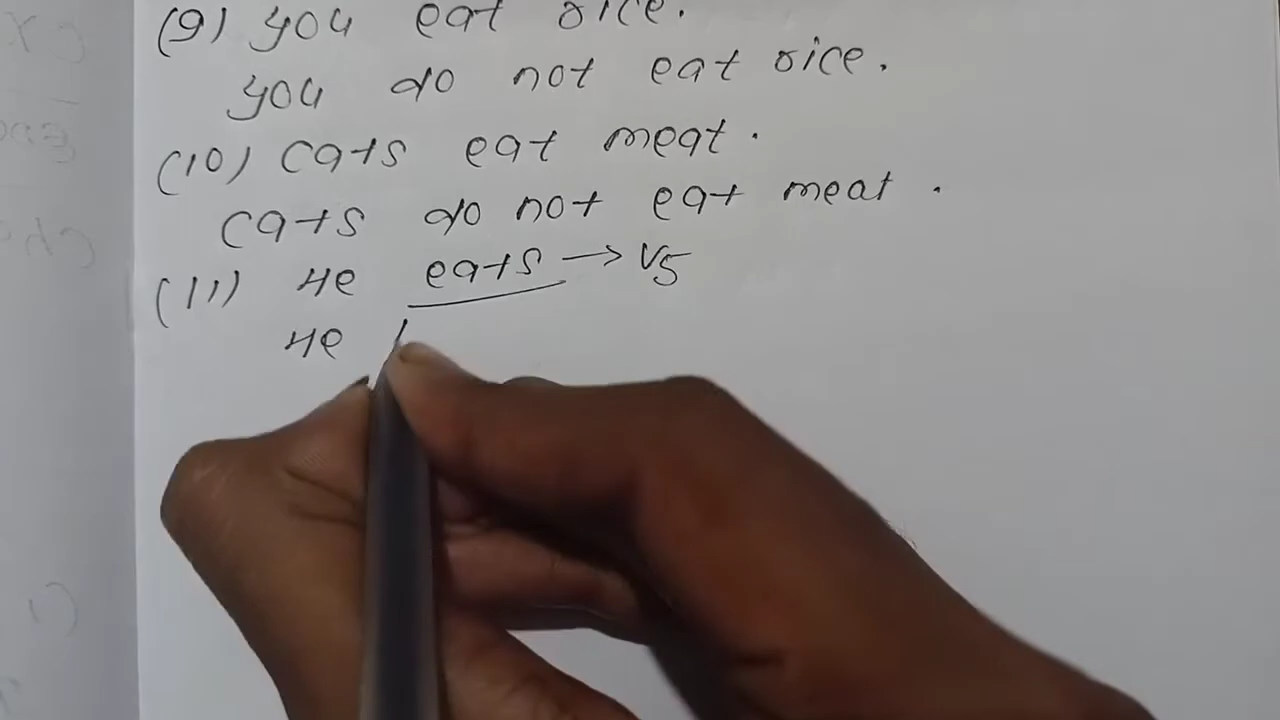 (9) you eat rice.
you do not eat rice.
(10) Cats eat meat.
Cats do not eat meat.
(11) He eats → V5
He